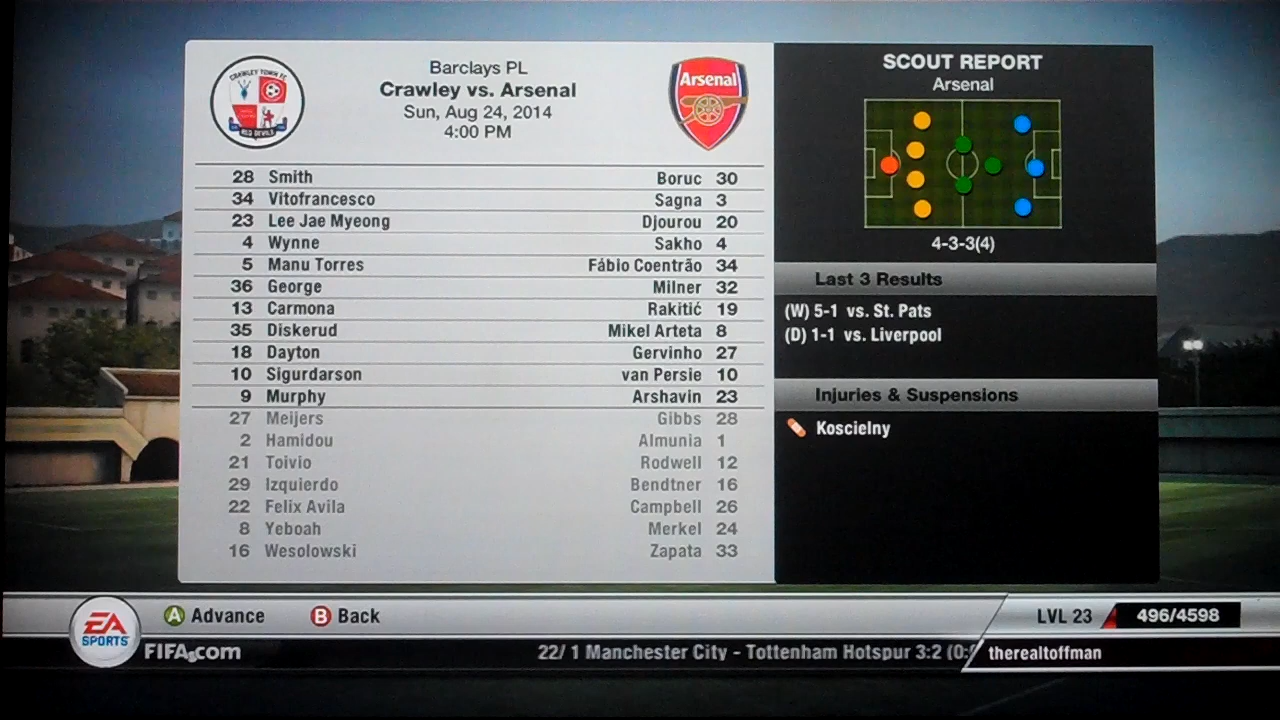 CRAWLEY TOWN FC
RED DEVILS
Barclays PL
Crawley vs. Arsenal
Sun, Aug 24, 2014
4:00 PM
Arsenal
28 Smith Boruc 30
34 Vitofrancesco Sagna 3
23 Lee Jae Myeong Djourou 20
4 Wynne Sakho 4
5 Manu Torres Fábio Coentrão 34
36 George Milner 32
13 Carmona Rakitić 19
35 Diskerud Mikel Arteta 8
18 Dayton Gervinho 27
10 Sigurdarson van Persie 10
9 Murphy Arshavin 23
27 Meijers Gibbs 28
2 Hamidou Almunia 1
21 Toivio Rodwell 12
29 Izquierdo Bendtner 16
22 Felix Avila Campbell 26
8 Yeboah Merkel 24
16 Wesolowski Zapata 33
SCOUT REPORT
Arsenal
4-3-3(4)
Last 3 Results
(W) 5-1 vs. St. Pats
(D) 1-1 vs. Liverpool
Injuries & Suspensions
Koscielny
A Advance B Back
LVL 23 496/4598
EA SPORTS
FIFA.com
22/ 1 Manchester City - Tottenham Hotspur 3:2 (0:
therealtoffman